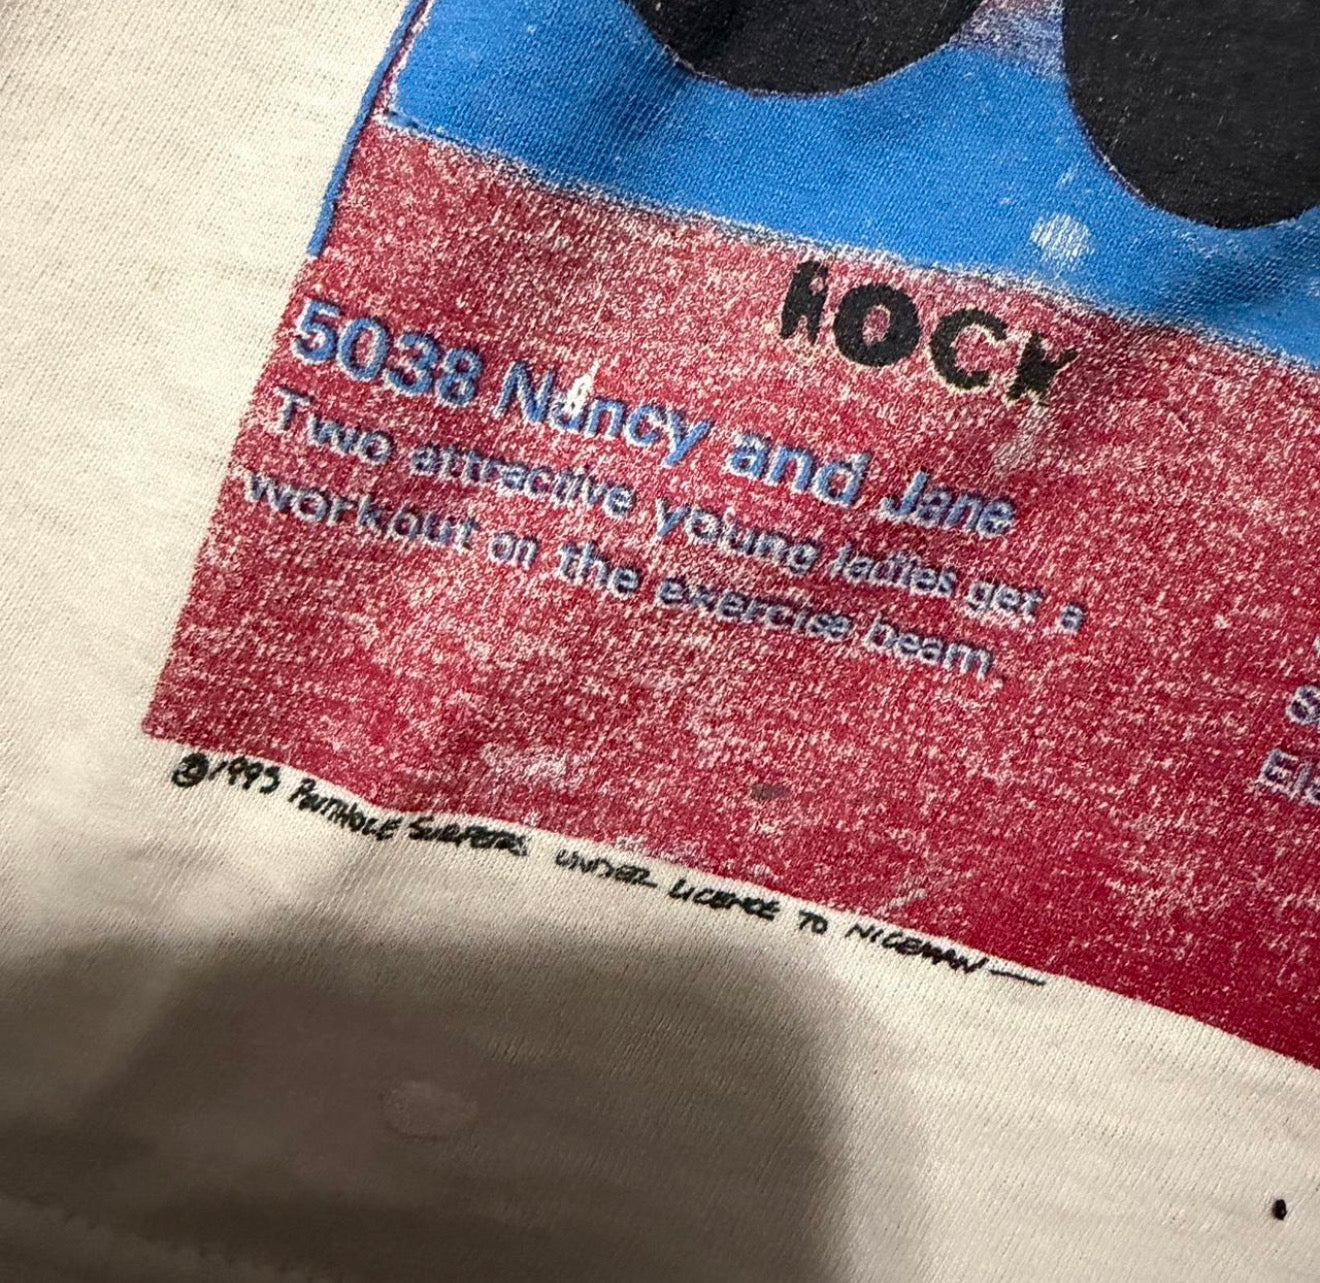 ROCK
5038 Nancy and Jane
Two attractive young ladies get a
workout on the exercise beam.
©1993 BUTTHOLE SURFERS UNDER LICENCE TO NICEMAN